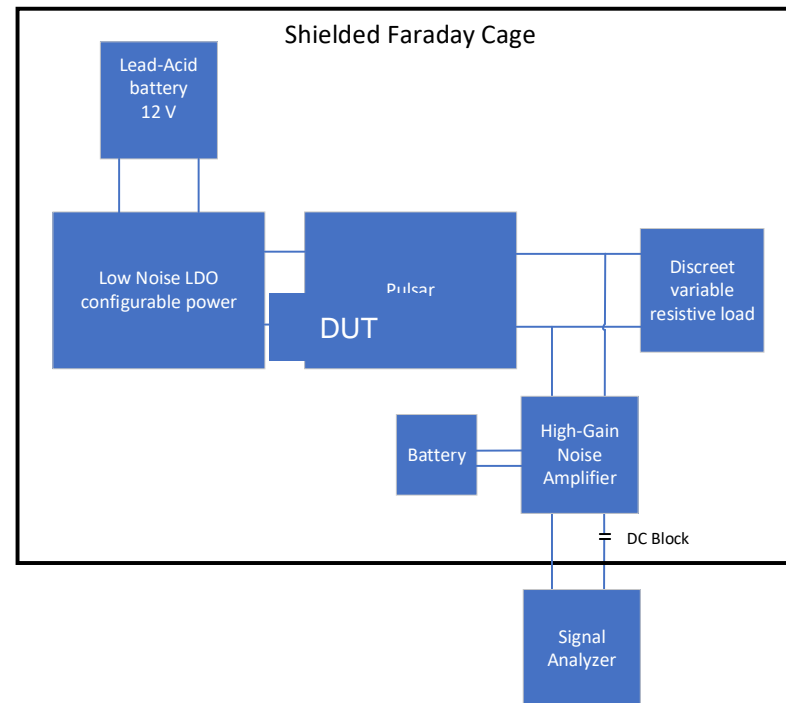 Shielded Faraday Cage
Lead-Acid
battery
12 V
Low Noise LDO
configurable power
Pulsar
DUT
Discreet
variable
resistive load
Battery
High-Gain
Noise
Amplifier
DC Block
Signal
Analyzer